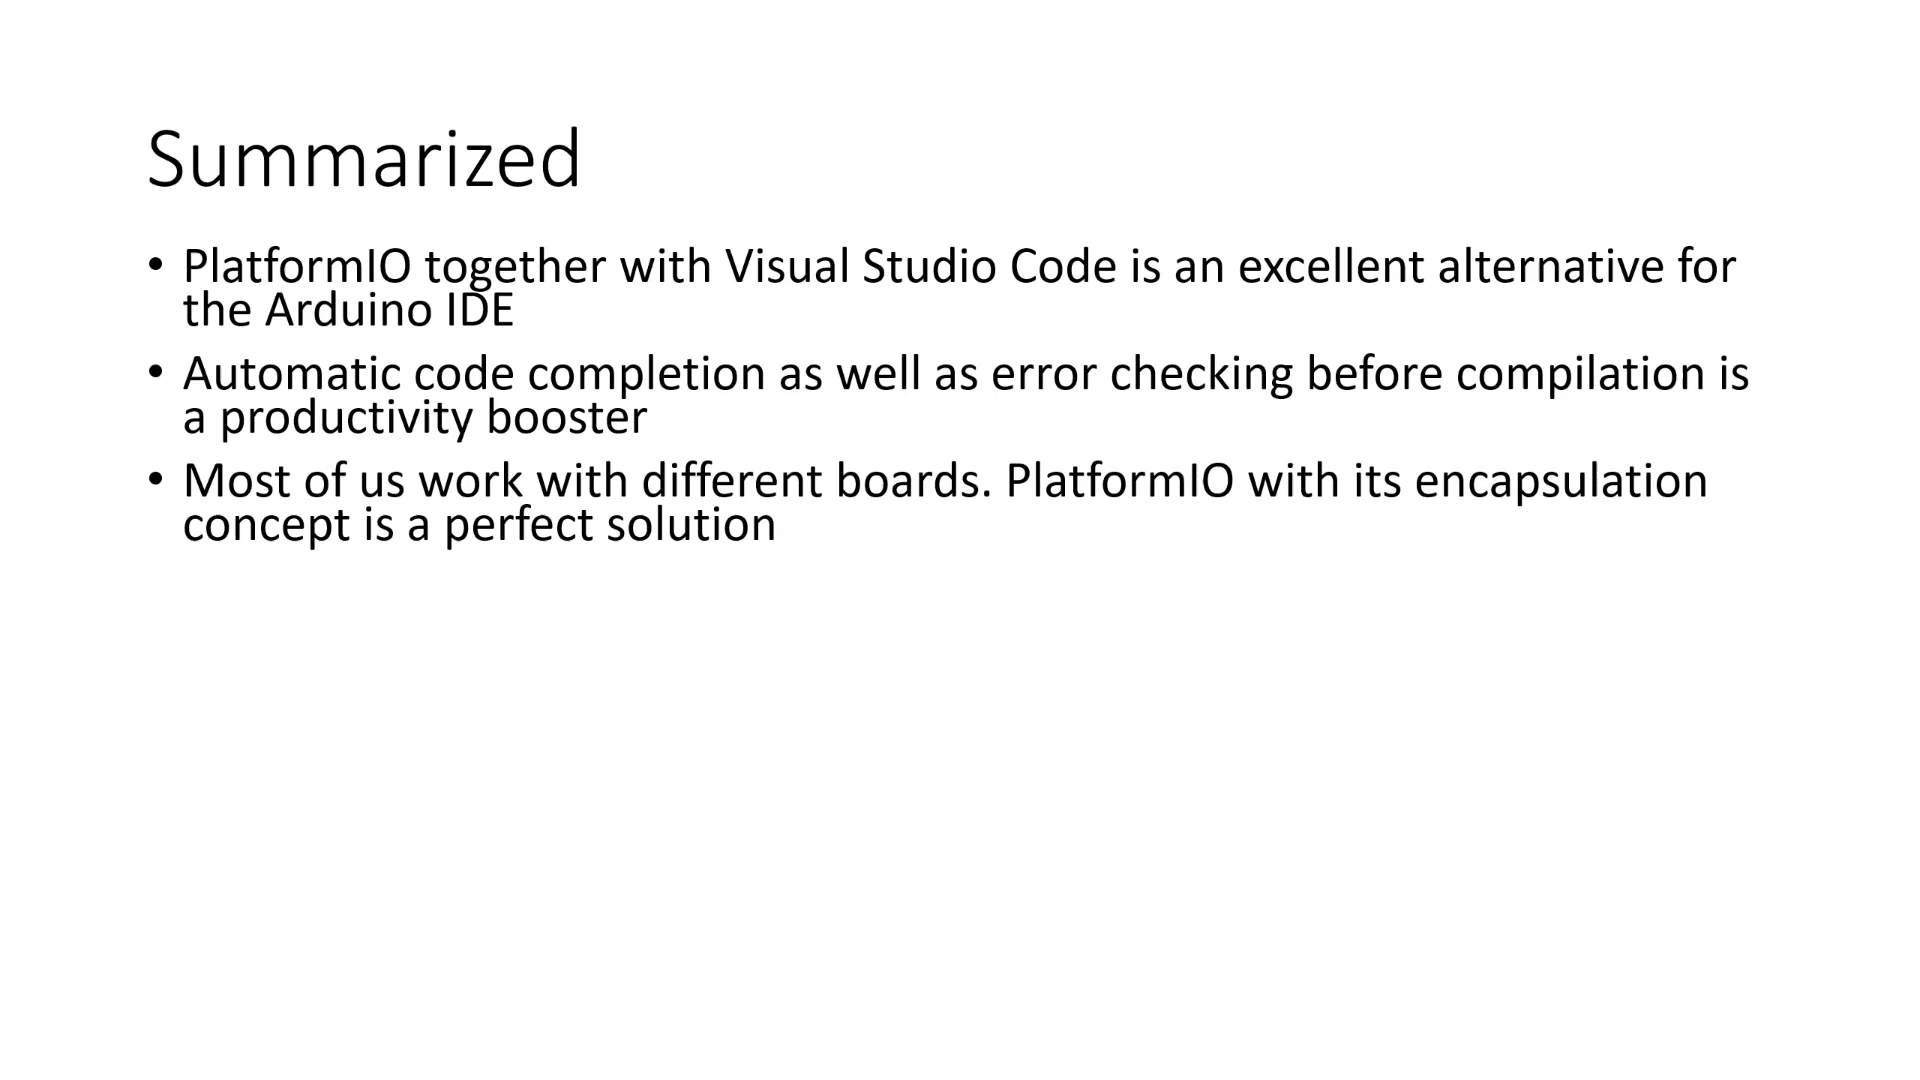 Summarized
• PlatformIO together with Visual Studio Code is an excellent alternative for
the Arduino IDE
• Automatic code completion as well as error checking before compilation is
a productivity booster
• Most of us work with different boards. PlatformIO with its encapsulation
concept is a perfect solution